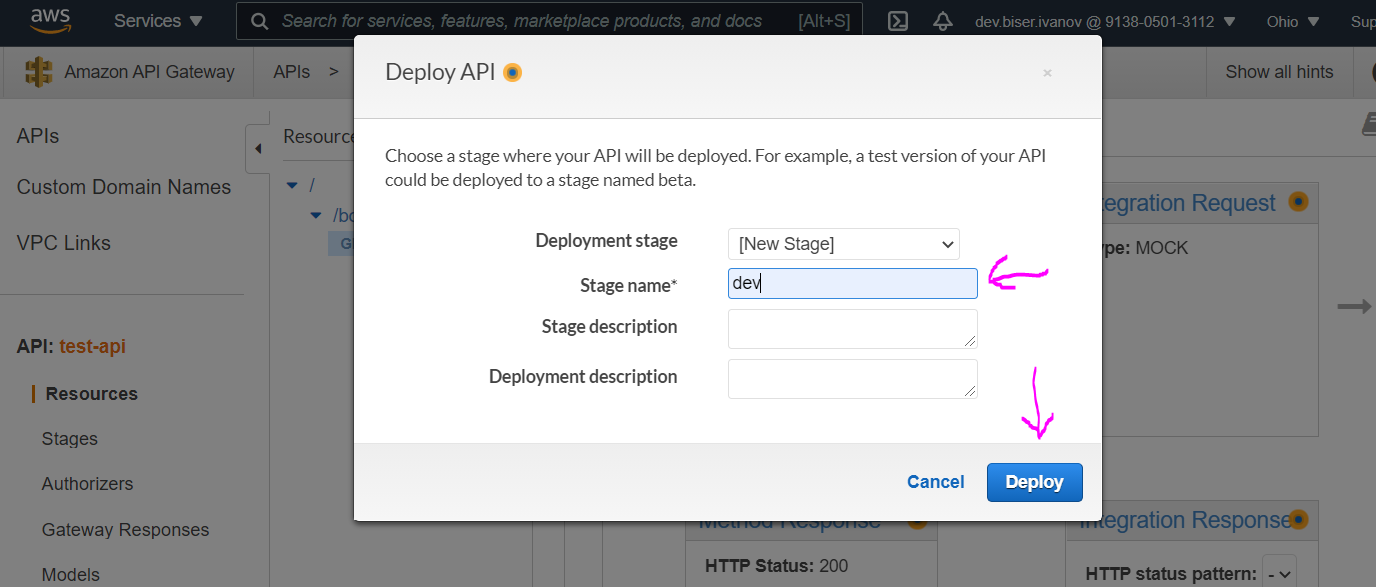 aws
Services ▼
Search for services, features, marketplace products, and docs [Alt+S]
dev.biser.ivanov @ 9138-0501-3112 ▼
Ohio ▼
Sup
Amazon API Gateway
APIs >
Show all hints
APIs
Custom Domain Names
VPC Links
API: test-api
Resources
Stages
Authorizers
Gateway Responses
Models
Resource
/
/bo
G
Deploy API
×
Choose a stage where your API will be deployed. For example, a test version of your API
could be deployed to a stage named beta.
Deployment stage
[New Stage]
Stage name*
dev
Stage description
Deployment description
Cancel
Deploy
tegration Request
ype: MOCK
Method Response
HTTP Status: 200
Integration Response
HTTP status pattern: -